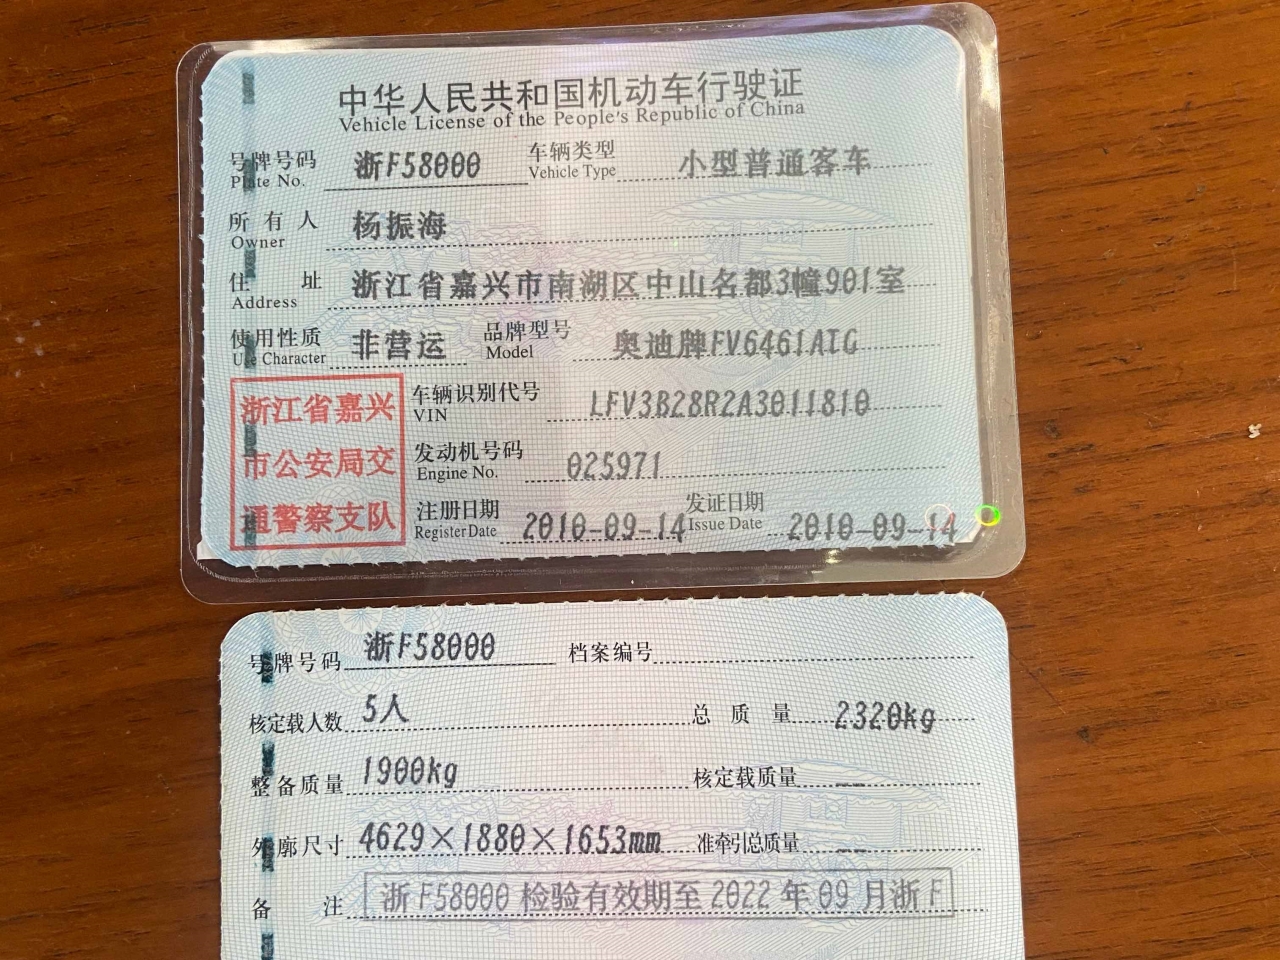 中华人民共和国机动车行驶证
Vehicle License of the People's Republic of China
号牌号码 浙F58000 车辆类型 小型普通客车
Plate No. Vehicle Type
所有人 杨振海
Owner
住址 浙江省嘉兴市南湖区中山名都3幢901室
Address
使用性质 非营运 品牌型号 奥迪牌FV6461ATG
Use Character Model
浙江省嘉兴
市公安局交
通警察支队
车辆识别代号 LFV3B28R2A3011810
VIN
发动机号码 025971
Engine No.
注册日期 2010-09-14 发证日期 2010-09-14
Register Date Issue Date
号牌号码 浙F58000 档案编号
核定载人数 5人 总质量 2320kg
整备质量 1900kg 核定载质量 --
外廓尺寸 4629×1880×1653mm 准牵引总质量 --
备注 浙F58000检验有效期至2022年09月浙F